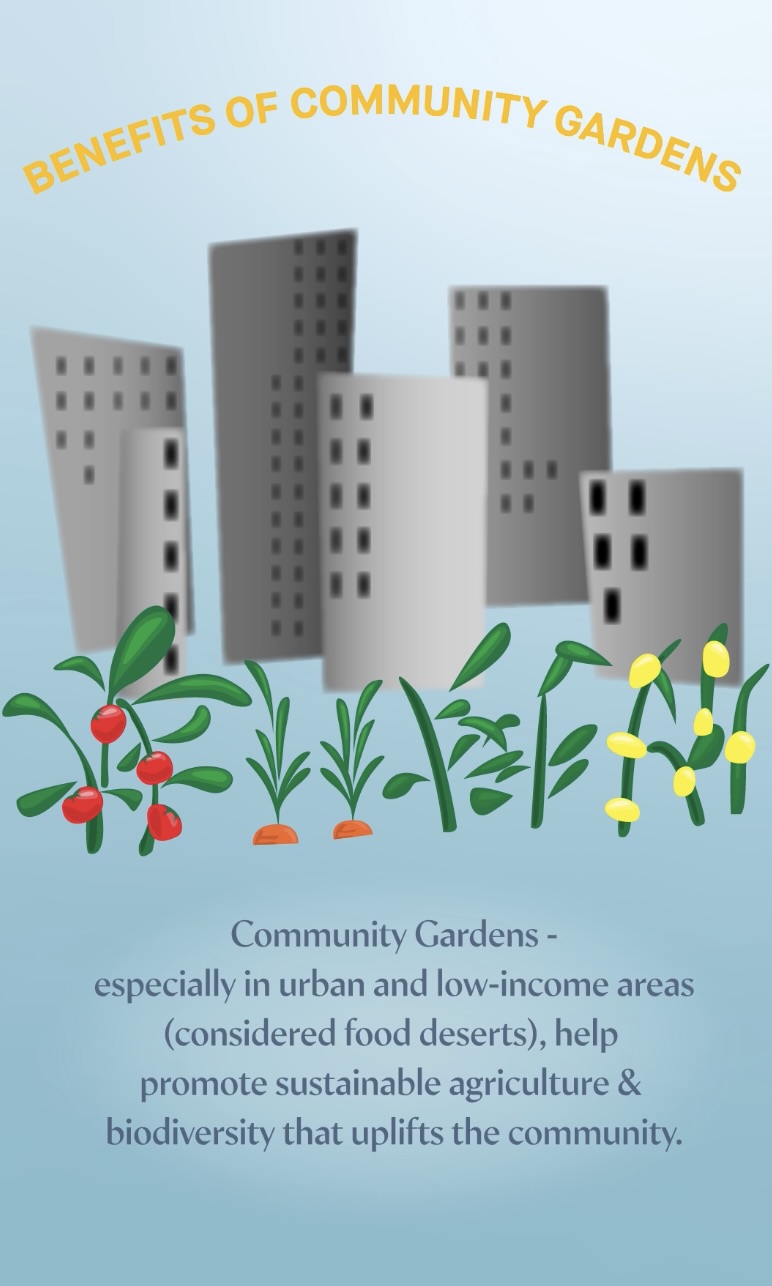 BENEFITS OF COMMUNITY GARDENS
Community Gardens -
especially in urban and low-income areas
(considered food deserts), help
promote sustainable agriculture &
biodiversity that uplifts the community.